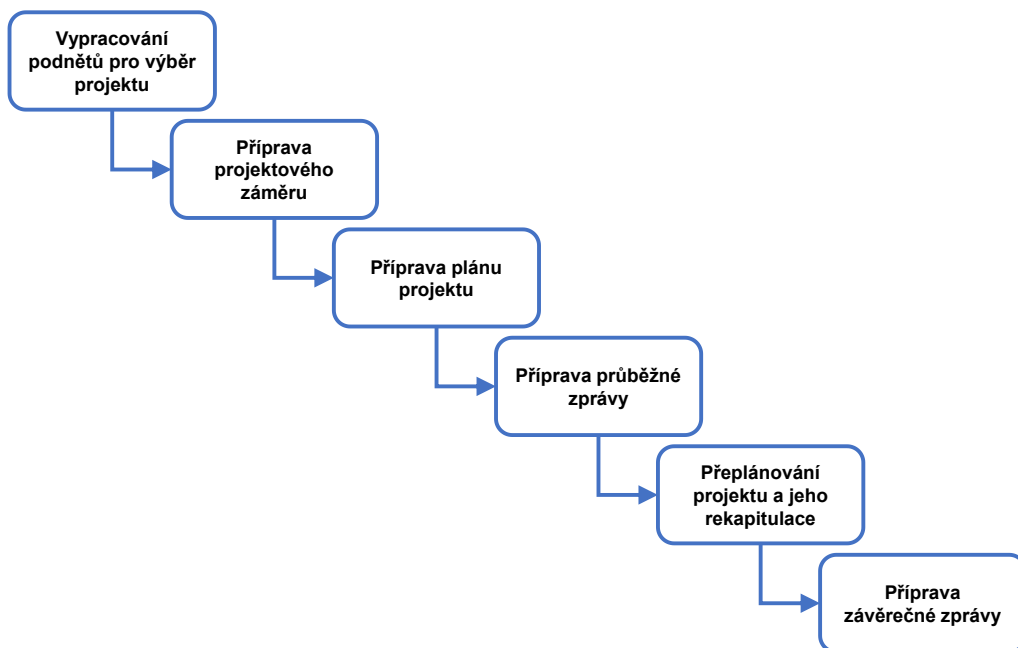 Vypracování
podnětů pro výběr
projektu
Příprava
projektového
záměru
Příprava plánu
projektu
Příprava průběžné
zprávy
Přeplánování
projektu a jeho
rekapitulace
Příprava
závěrečné zprávy